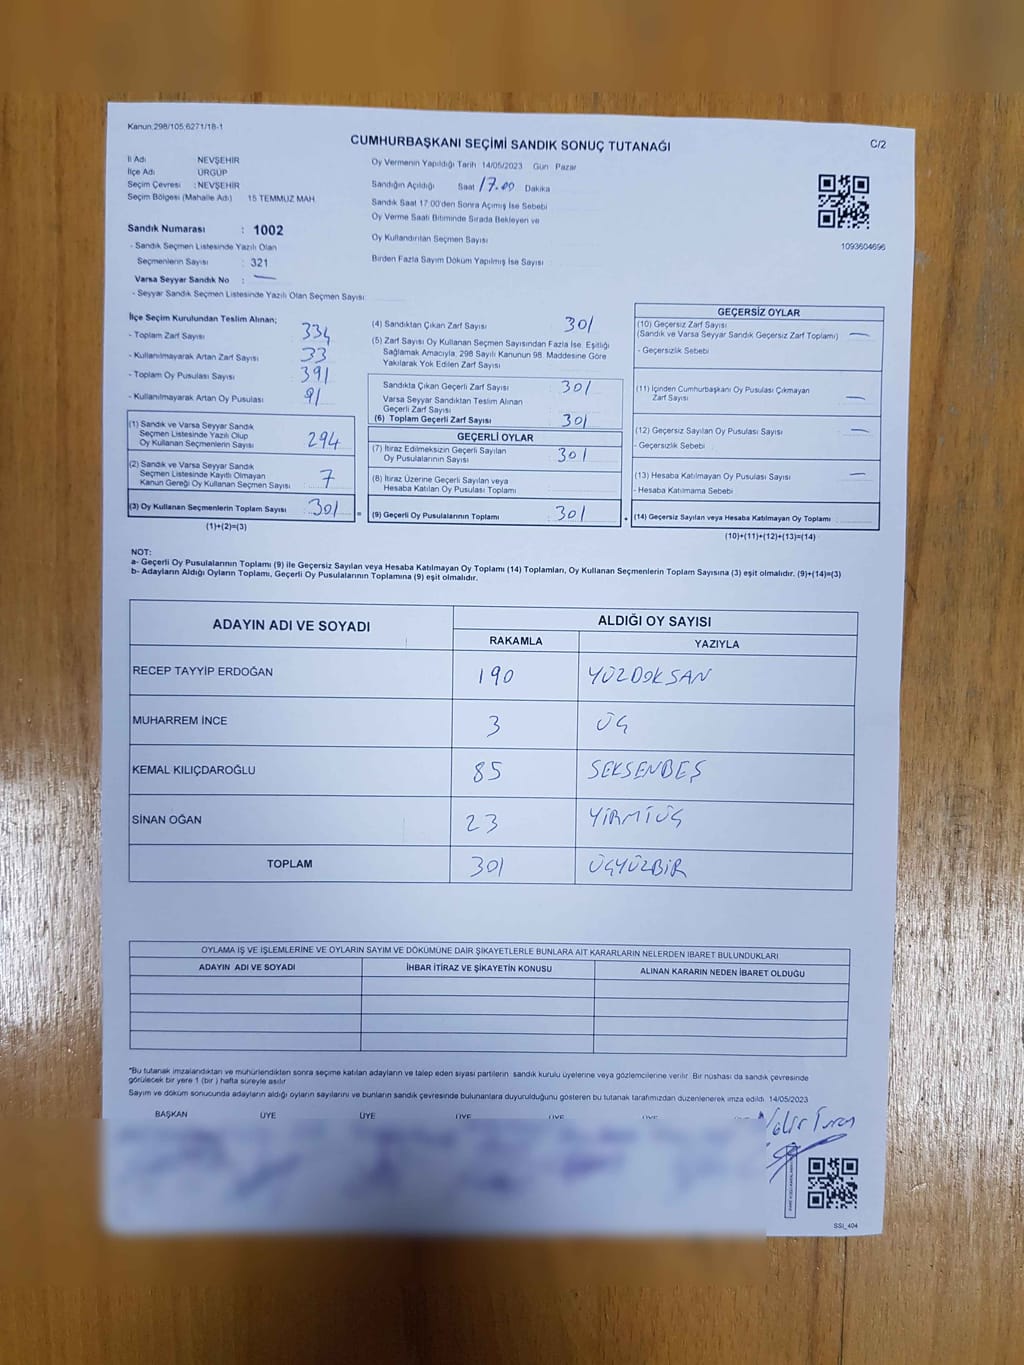 Kanun:298/105;6271/18-1
CUMHURBAŞKANI SEÇİMİ SANDIK SONUÇ TUTANAĞI
C/2
İl Adı NEVŞEHİR
İlçe Adı ÜRGÜP
Seçim Çevresi : NEVŞEHİR
Seçim Bölgesi (Mahalle Adı) 15 TEMMUZ MAH.
Oy Vermenin Yapıldığı Tarih 14/05/2023 Gün Pazar
Sandığın Açıldığı Saat 17.00 Dakika
Sandık Saat 17:00'den Sonra Açımış İse Sebebi
Oy Verme Saati Bitiminde Sırada Bekleyen ve
Oy Kullandırılan Seçmen Sayısı
Birden Fazla Sayım Döküm Yapılmış İse Sayısı
1093604696
Sandık Numarası : 1002
- Sandık Seçmen Listesinde Yazılı Olan
Seçmenlerin Sayısı : 321
Varsa Seyyar Sandık No : —
- Seyyar Sandık Seçmen Listesinde Yazılı Olan Seçmen Sayısı
İlçe Seçim Kurulundan Teslim Alınan;
- Toplam Zarf Sayısı 334
- Kullanılmayarak Artan Zarf Sayısı 33
- Toplam Oy Pusulası Sayısı 391
- Kullanılmayarak Artan Oy Pusulası 91
(1) Sandık ve Varsa Seyyar Sandık
Seçmen Listesinde Yazılı Olup
Oy Kullanan Seçmenlerin Sayısı 294
(2) Sandık ve Varsa Seyyar Sandık
Seçmen Listesinde Kayıtlı Olmayan
Kanun Gereği Oy Kullanan Seçmen Sayısı 7
(3) Oy Kullanan Seçmenlerin Toplam Sayısı 301 =
(1)+(2)=(3)
(4) Sandıktan Çıkan Zarf Sayısı 301
(5) Zarf Sayısı Oy Kullanan Seçmen Sayısından Fazla İse, Eşitliği
Sağlamak Amacıyla, 298 Sayılı Kanunun 98. Maddesine Göre
Yakılarak Yok Edilen Zarf Sayısı
Sandıkta Çıkan Geçerli Zarf Sayısı 301
Varsa Seyyar Sandıktan Teslim Alınan
Geçerli Zarf Sayısı
(6) Toplam Geçerli Zarf Sayısı 301
GEÇERLİ OYLAR
(7) İtiraz Edilmeksizin Geçerli Sayılan
Oy Pusulalarının Sayısı 301
(8) İtiraz Üzerine Geçerli Sayılan veya
Hesaba Katılan Oy Pusulası Toplamı
(9) Geçerli Oy Pusulalarının Toplamı 301 +
GEÇERSİZ OYLAR
(10) Geçersiz Zarf Sayısı
(Sandık ve Varsa Seyyar Sandık Geçersiz Zarf Toplamı) —
- Geçersizlik Sebebi
(11) İçinden Cumhurbaşkanı Oy Pusulası Çıkmayan
Zarf Sayısı —
(12) Geçersiz Sayılan Oy Pusulası Sayısı —
- Geçersizlik Sebebi
(13) Hesaba Katılmayan Oy Pusulası Sayısı —
- Hesaba Katılmama Sebebi
(14) Geçersiz Sayılan veya Hesaba Katılmayan Oy Toplamı
(10)+(11)+(12)+(13)=(14)
NOT:
a- Geçerli Oy Pusulalarının Toplamı (9) ile Geçersiz Sayılan veya Hesaba Katılmayan Oy Toplamı (14) Toplamları, Oy Kullanan Seçmenlerin Toplam Sayısına (3) eşit olmalıdır. (9)+(14)=(3)
b- Adayların Aldığı Oyların Toplamı, Geçerli Oy Pusulalarının Toplamına (9) eşit olmalıdır.
ADAYIN ADI VE SOYADI
ALDIĞI OY SAYISI
RAKAMLA YAZIYLA
RECEP TAYYİP ERDOĞAN 190 YÜZDOKSAN
MUHARREM İNCE 3 ÜÇ
KEMAL KILIÇDAROĞLU 85 SEKSENBEŞ
SİNAN OĞAN 23 YİRMİÜÇ
TOPLAM 301 ÜÇYÜZBİR
OYLAMA İŞ VE İŞLEMLERİNE VE OYLARIN SAYIM VE DÖKÜMÜNE DAİR ŞİKAYETLERLE BUNLARA AİT KARARLARIN NELERDEN İBARET BULUNDUKLARI
ADAYIN ADI VE SOYADI İHBAR İTİRAZ VE ŞİKAYETİN KONUSU ALINAN KARARIN NEDEN İBARET OLDUĞU
*Bu tutanak imzalandıktan ve mühürlendikten sonra seçime katılan adayların ve talep eden siyasi partilerin sandık kurulu üyelerine veya gözlemcilerine verilir. Bir nüshası da sandık çevresinde
görülecek bir yere 1 (bir) hafta süreyle asılır
Sayım ve döküm sonucunda adayların aldığı oyların sayılarını ve bunların sandık çevresinde bulunanlara duyurulduğunu gösteren bu tutanak tarafımızdan düzenlenerek imza edildi. 14/05/2023
BAŞKAN ÜYE ÜYE ÜYE ÜYE ÜYE
SSI_404